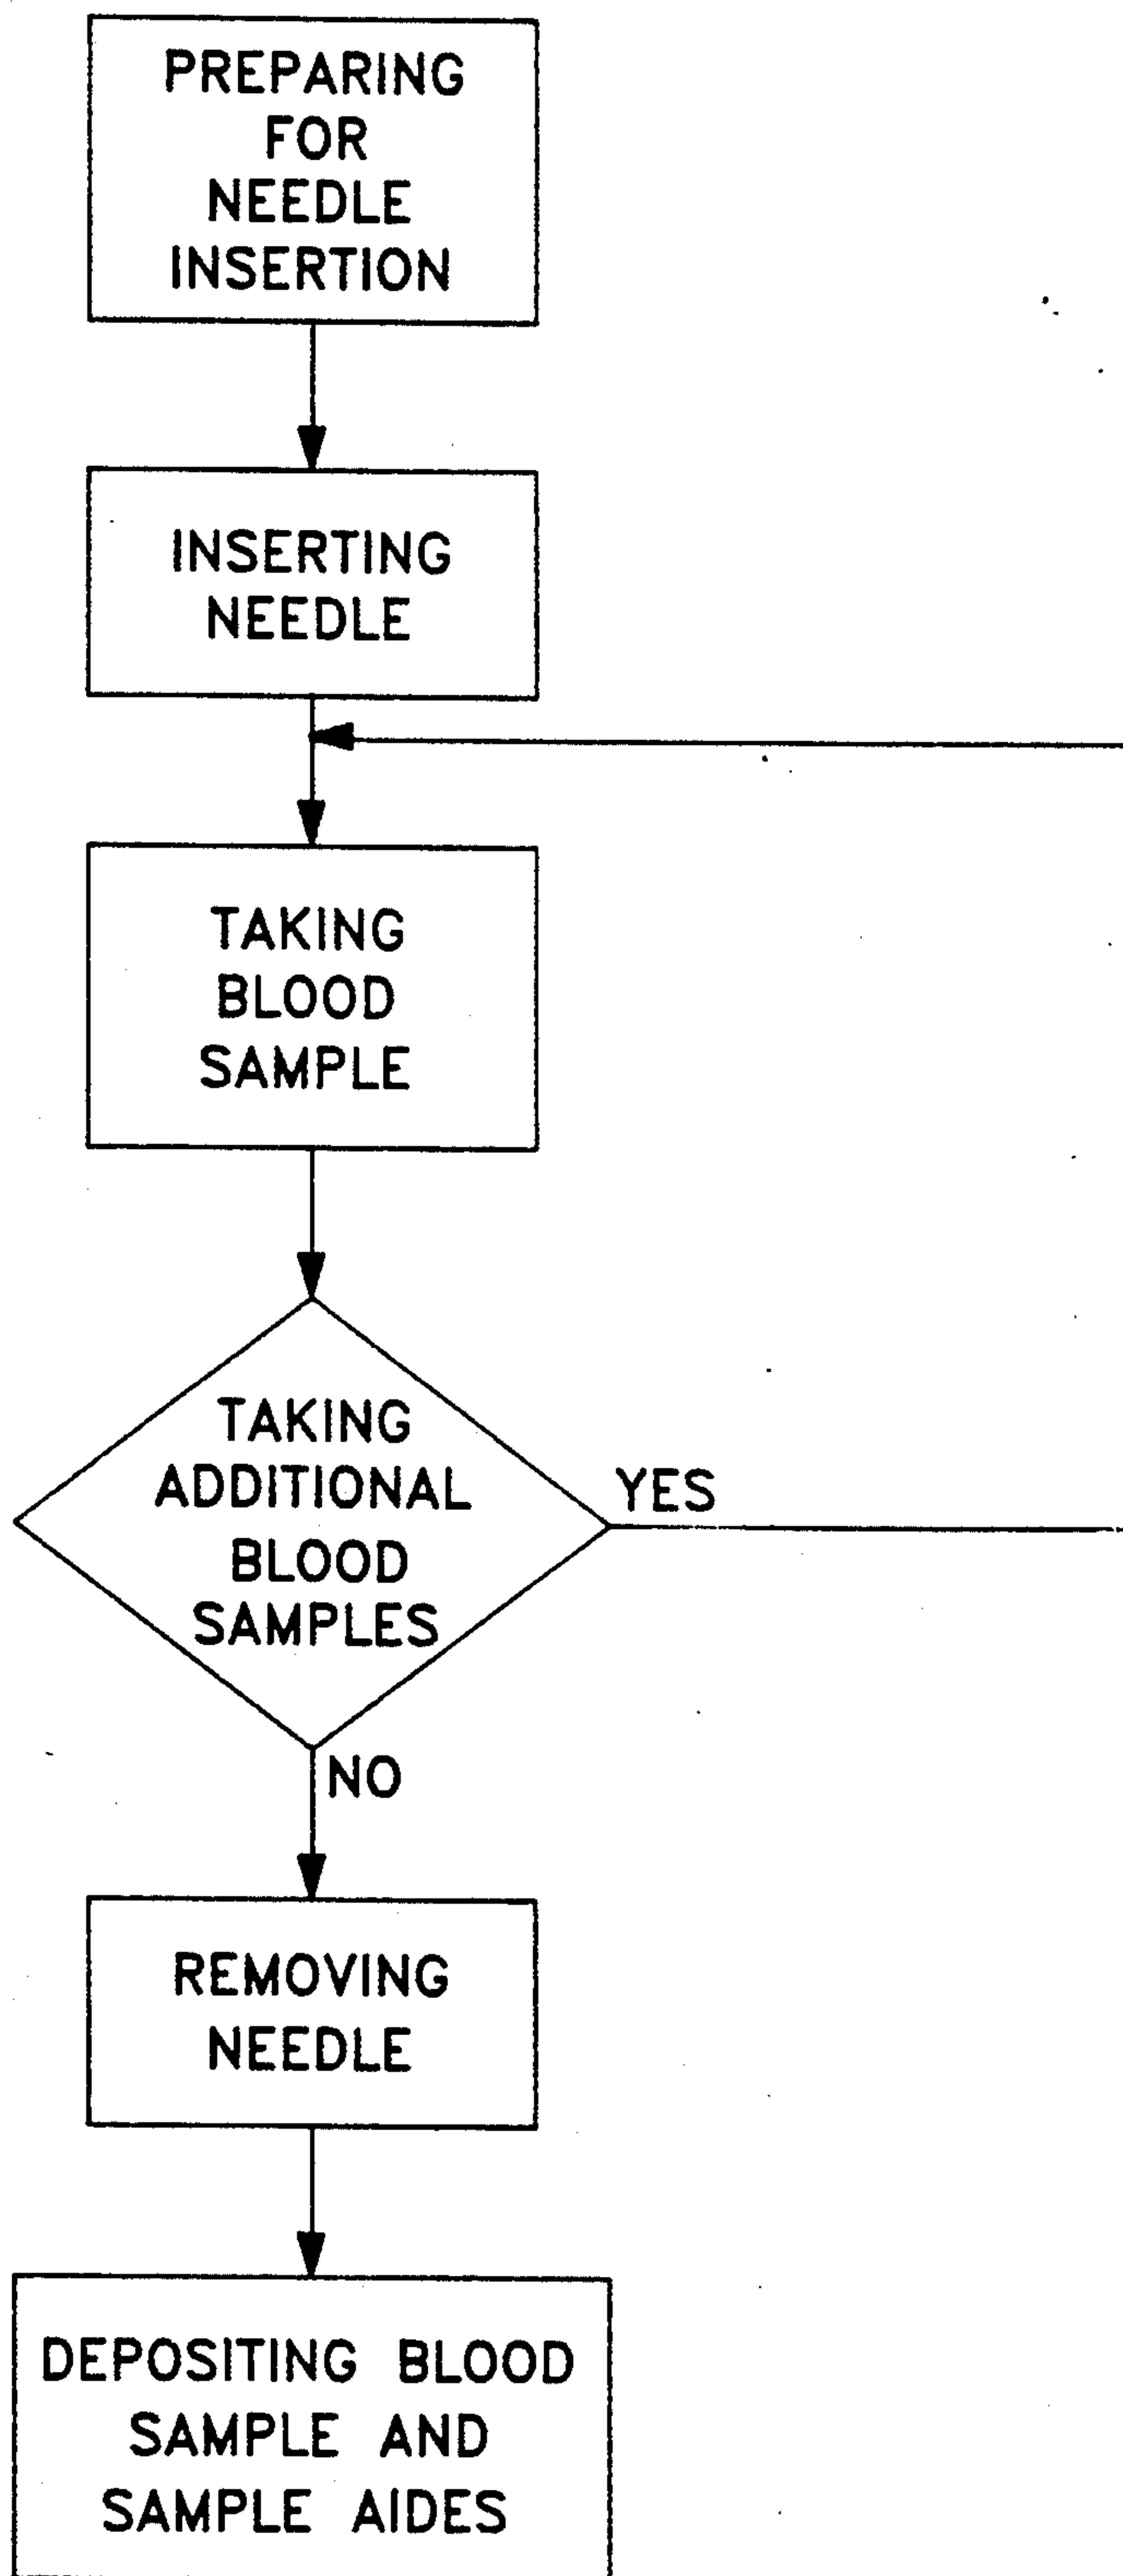 PREPARING
FOR
NEEDLE
INSERTION
INSERTING
NEEDLE
TAKING
BLOOD
SAMPLE
TAKING
ADDITIONAL
BLOOD
SAMPLES
YES
NO
REMOVING
NEEDLE
DEPOSITING BLOOD
SAMPLE AND
SAMPLE AIDES